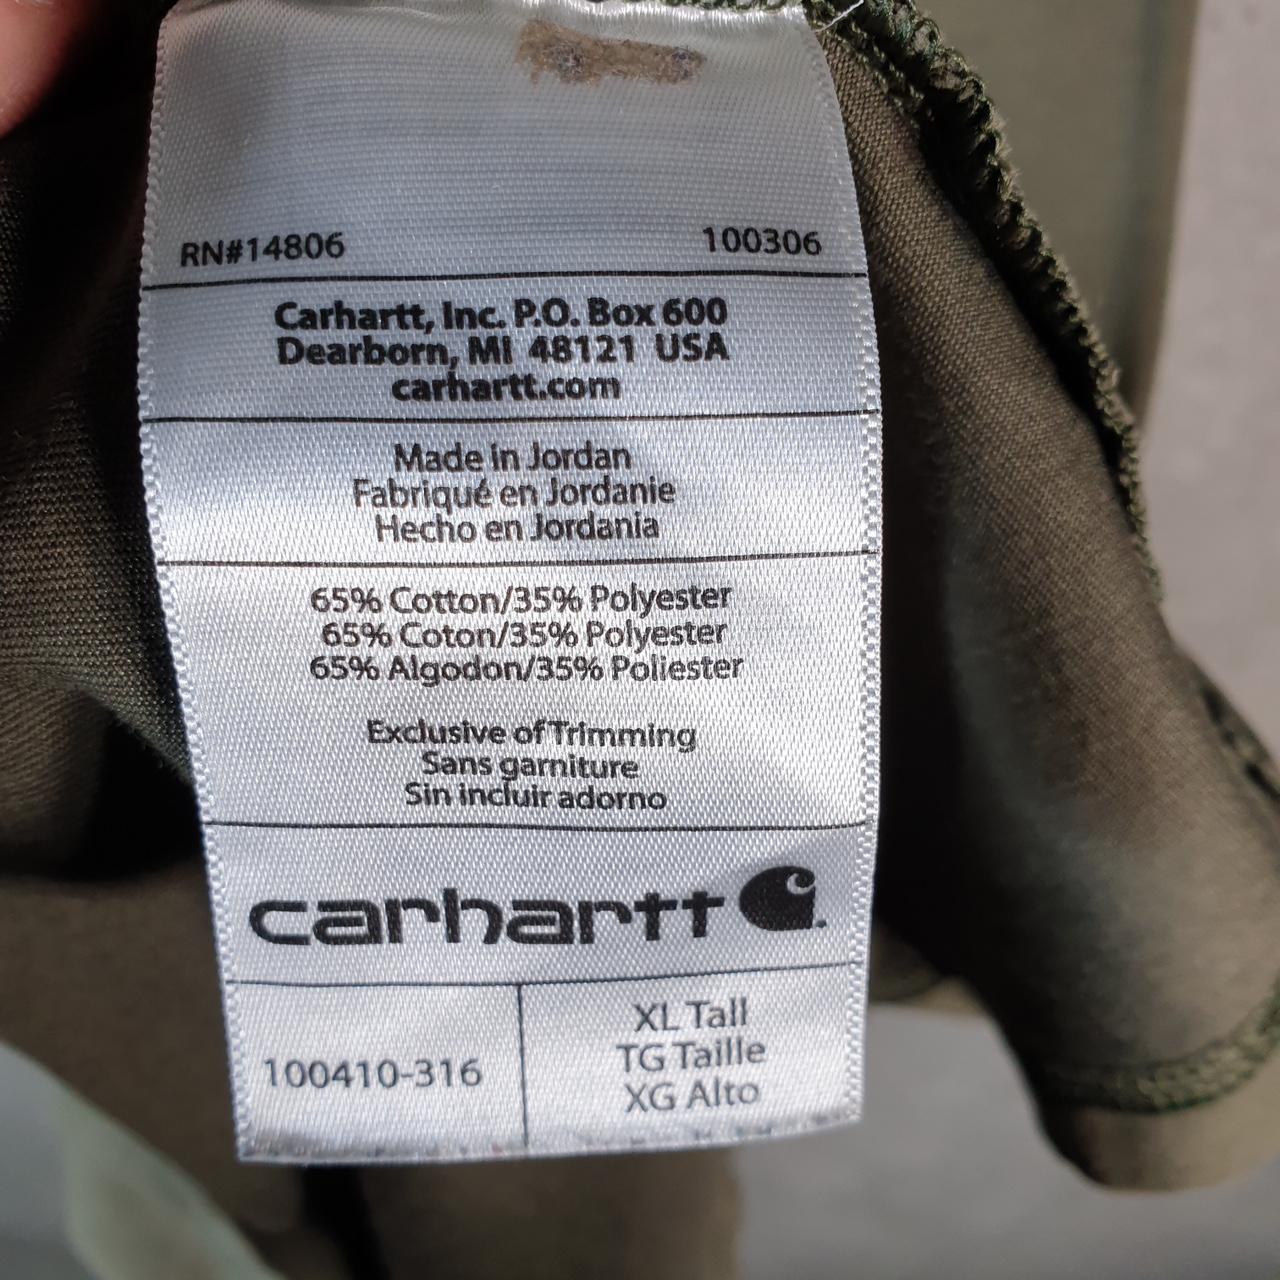 RN#14806 100306
Carhartt, Inc. P.O. Box 600
Dearborn, MI 48121 USA
carhartt.com
Made in Jordan
Fabriqué en Jordanie
Hecho en Jordania
65% Cotton/35% Polyester
65% Coton/35% Polyester
65% Algodon/35% Poliester
Exclusive of Trimming
Sans garniture
Sin incluir adorno
carhartt
100410-316
XL Tall
TG Taille
XG Alto